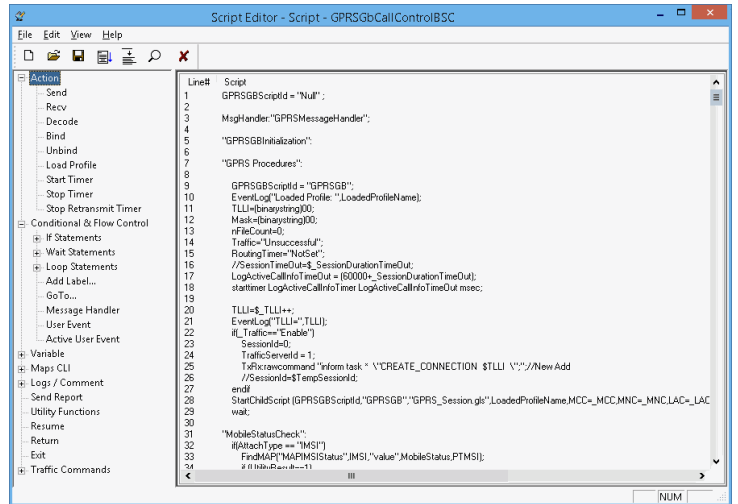 Script Editor - Script - GPRSGbCallControlBSC
File Edit View Help
Action
Send
Recv
Decode
Bind
Unbind
Load Profile
Start Timer
Stop Timer
Stop Retransmit Timer
Conditional & Flow Control
If Statements
Wait Statements
Loop Statements
Add Label...
GoTo...
Message Handler
User Event
Active User Event
Variable
Maps CLI
Logs / Comment
Send Report
Utility Functions
Resume
Return
Exit
Traffic Commands
Line# Script
1 GPRSGBScriptId = "Null" ;
2
3 MsgHandler:"GPRSMessageHandler";
4
5 "GPRSGBInitialization":
6
7 "GPRS Procedures":
8
9 GPRSGBScriptId = "GPRSGB";
10 EventLog("Loaded Profile: ",LoadedProfileName);
11 TLLI=(binarystring)00;
12 Mask=(binarystring)00;
13 nFileCount=0;
14 Traffic="Unsuccessful";
15 RoutingTimer="NotSet";
16 //SessionTimeOut=$_SessionDurationTimeOut;
17 LogActiveCallInfoTimeOut = (60000+_SessionDurationTimeOut);
18 starttimer LogActiveCallInfoTimer LogActiveCallInfoTimeOut msec;
19
20 TLLI=$_TLLI++;
21 EventLog("TLLI=",TLLI);
22 if(_Traffic=="Enable")
23 SessionId=0;
24 TrafficServerId = 1;
25 TxRx:rawcommand "inform task * \"CREATE_CONNECTION $TLLI \";";//New Add
26 //SessionId=$TempSessionId;
27 endif
28 StartChildScript (GPRSGBScriptId,"GPRSGB","GPRS_Session.gls",LoadedProfileName,MCC=_MCC,MNC=_MNC,LAC=_LAC
29 wait;
30
31 "MobileStatusCheck":
32 if(AttachType == "IMSI")
33 FindMAP("MAPIMSIStatus",IMSI,"value",MobileStatus,PTMSI);
34 if (UtilityResult==1)
NUM